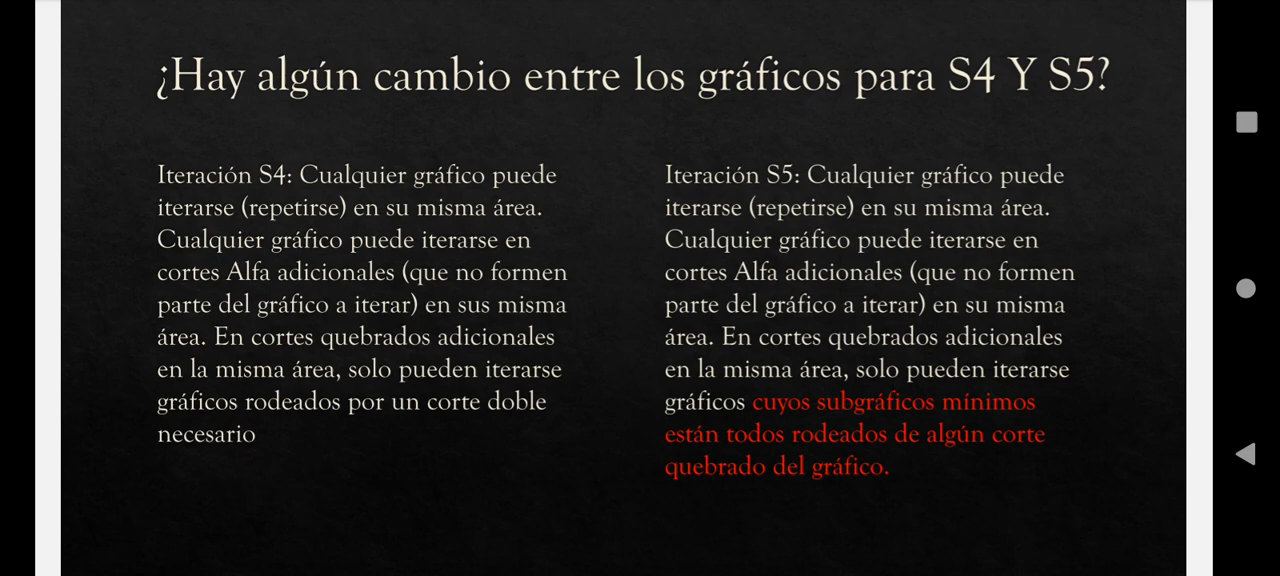 ¿Hay algún cambio entre los gráficos para S4 Y S5?
Iteración S4: Cualquier gráfico puede
iterarse (repetirse) en su misma área.
Cualquier gráfico puede iterarse en
cortes Alfa adicionales (que no formen
parte del gráfico a iterar) en sus misma
área. En cortes quebrados adicionales
en la misma área, solo pueden iterarse
gráficos rodeados por un corte doble
necesario
Iteración S5: Cualquier gráfico puede
iterarse (repetirse) en su misma área.
Cualquier gráfico puede iterarse en
cortes Alfa adicionales (que no formen
parte del gráfico a iterar) en su misma
área. En cortes quebrados adicionales
en la misma área, solo pueden iterarse
gráficos cuyos subgráficos mínimos
están todos rodeados de algún corte
quebrado del gráfico.